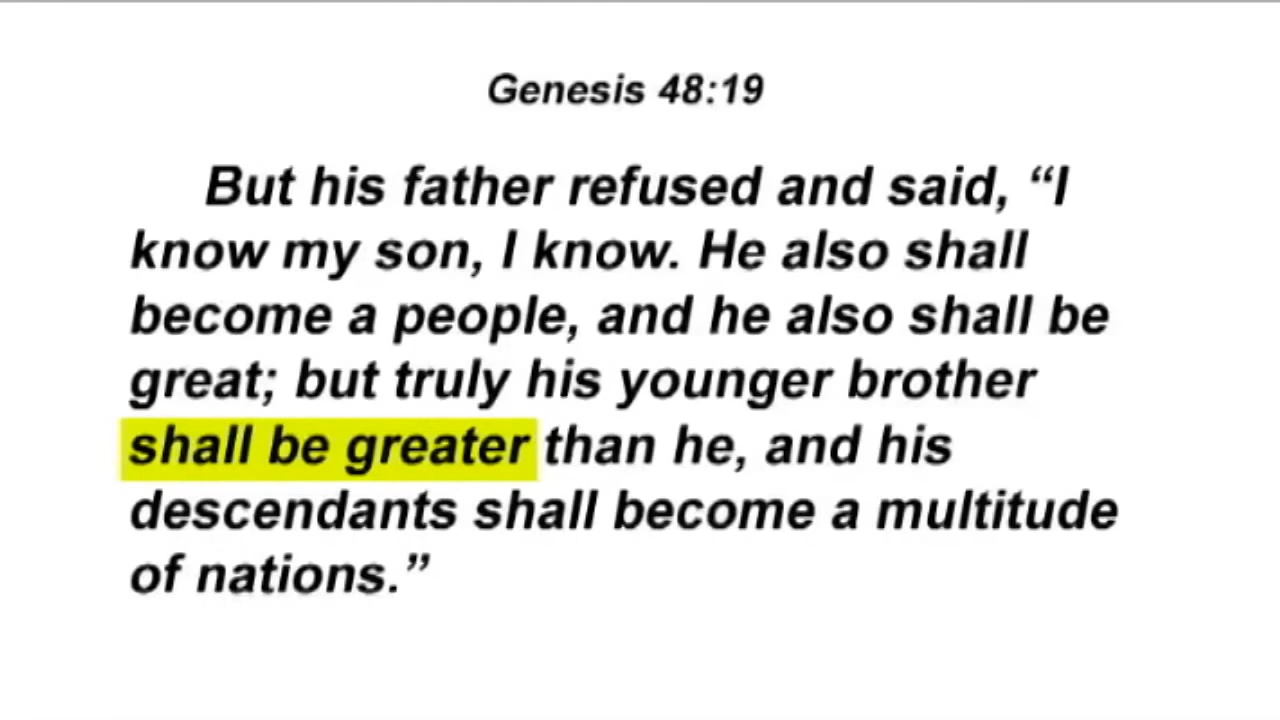 Genesis 48:19
But his father refused and said, “I
know my son, I know. He also shall
become a people, and he also shall be
great; but truly his younger brother
shall be greater than he, and his
descendants shall become a multitude
of nations.”